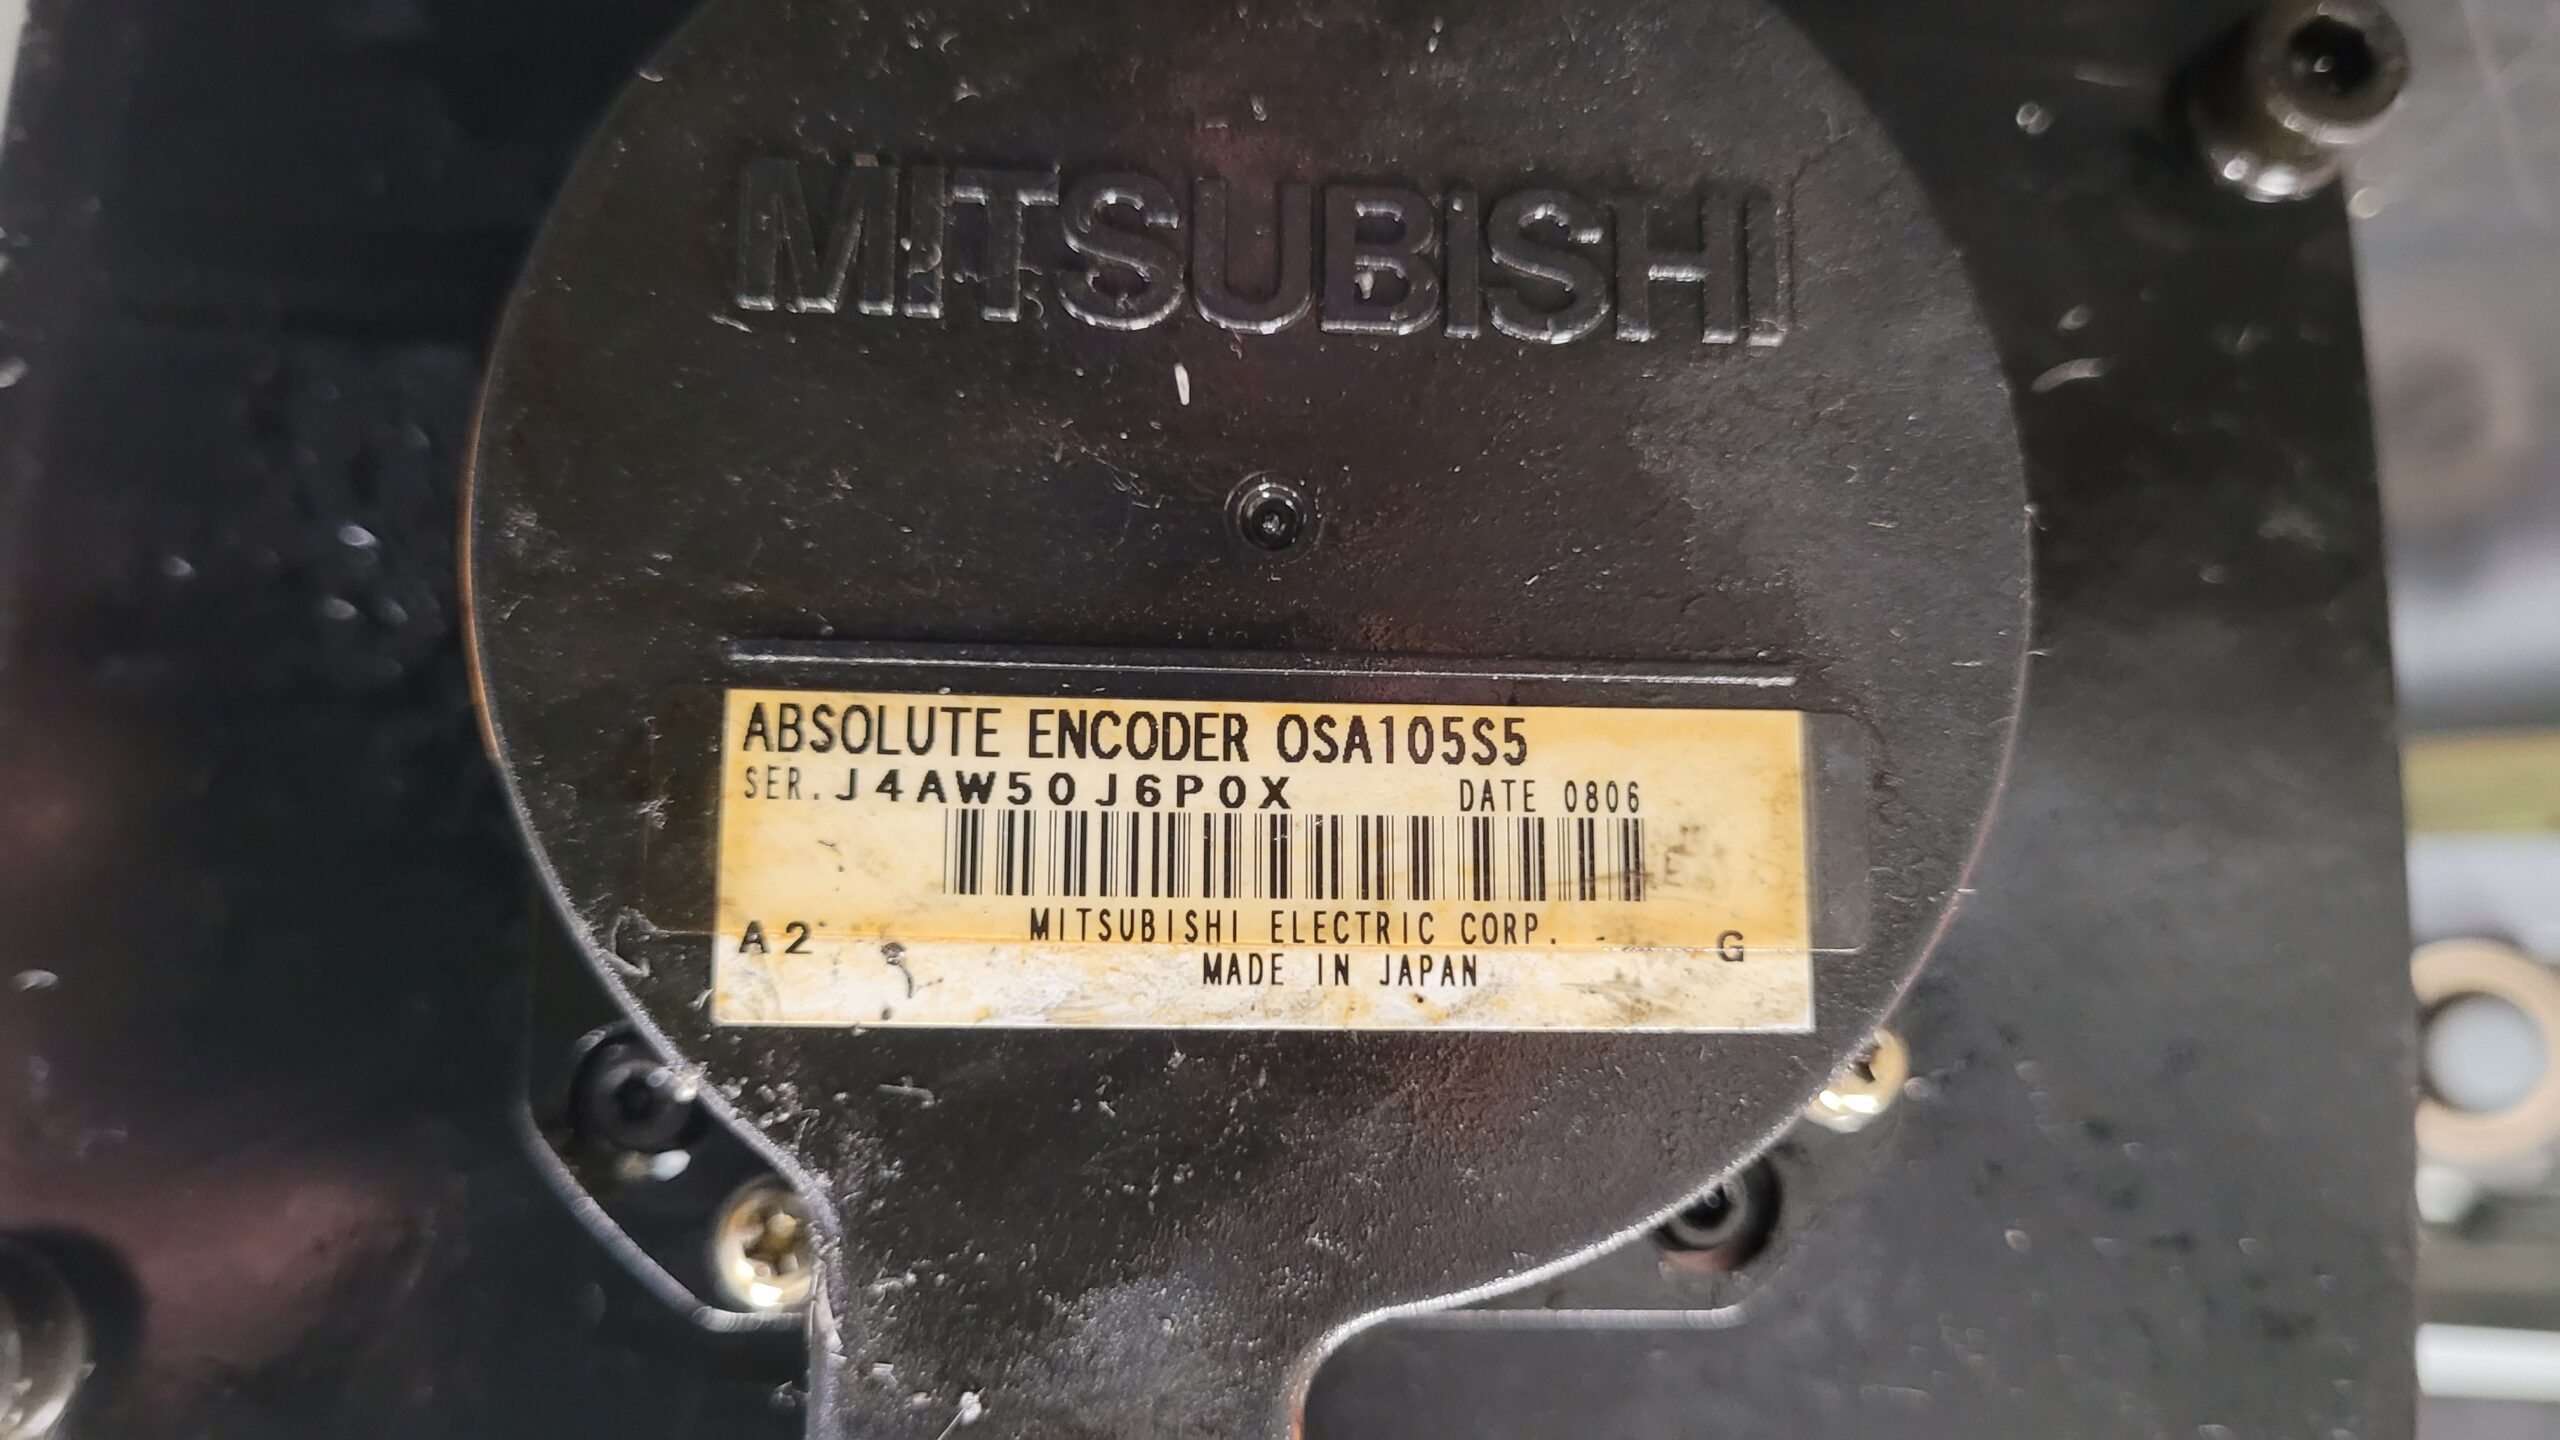 MITSUBISHI
ABSOLUTE ENCODER OSA105S5
SER. J4AW50J6P0X DATE 0806
MITSUBISHI ELECTRIC CORP.
A2 G
MADE IN JAPAN